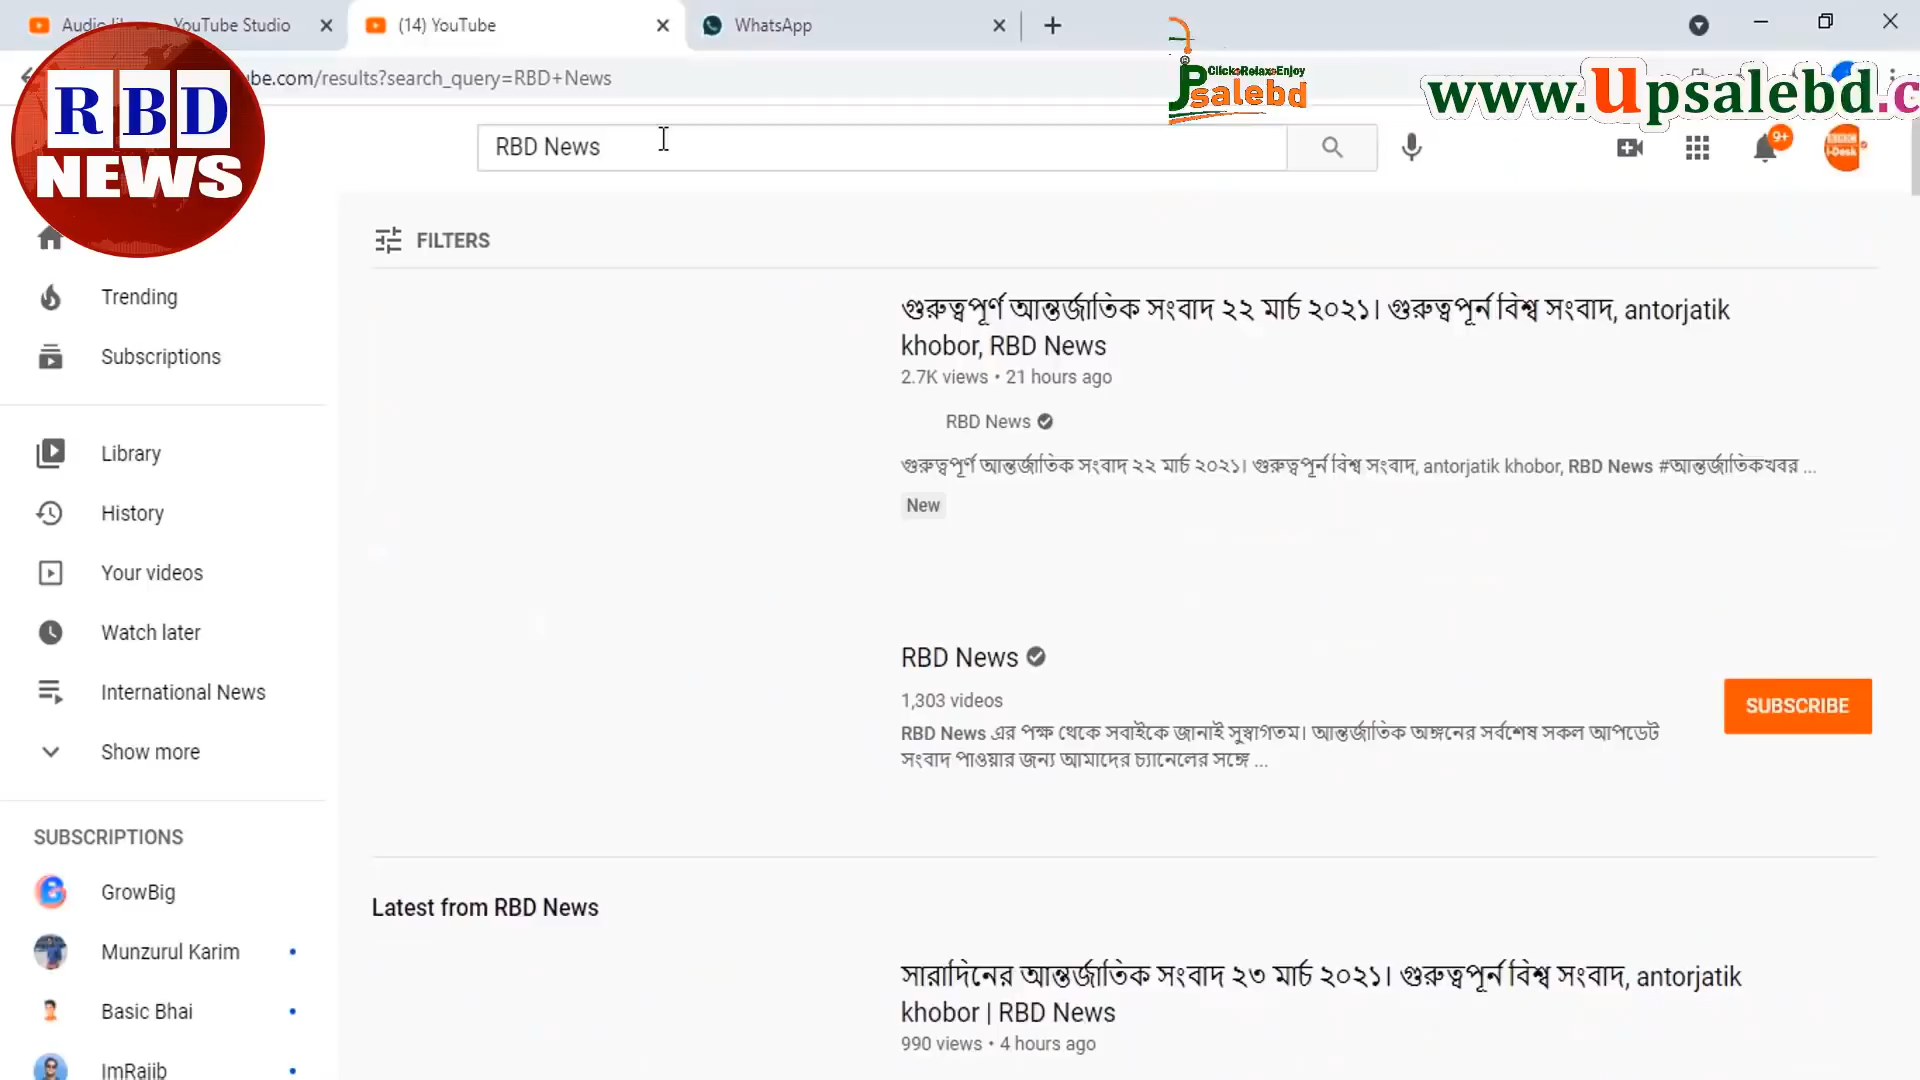 YouTube Studio
(14) YouTube
WhatsApp
be.com/results?search_query=RBD+News
RBD
NEWS
Click•Relax•Enjoy
Upsalebd
www.Upsalebd.c
RBD News
9+
i-Desk
FILTERS
Trending
Subscriptions
Library
History
Your videos
Watch later
International News
Show more
SUBSCRIPTIONS
GrowBig
Munzurul Karim
Basic Bhai
ImRajib
গুরুত্বপূর্ণ আন্তর্জাতিক সংবাদ ২২ মার্চ ২০২১। গুরুত্বপূর্ন বিশ্ব সংবাদ, antorjatik
khobor, RBD News
2.7K views • 21 hours ago
RBD News
গুরুত্বপূর্ণ আন্তর্জাতিক সংবাদ ২২ মার্চ ২০২১। গুরুত্বপূর্ন বিশ্ব সংবাদ, antorjatik khobor, RBD News #আন্তর্জাতিকখবর ...
New
RBD News
1,303 videos
RBD News এর পক্ষ থেকে সবাইকে জানাই সুস্বাগতম। আন্তর্জাতিক অঙ্গনের সর্বশেষ সকল আপডেট
সংবাদ পাওয়ার জন্য আমাদের চ্যানেলের সঙ্গে ...
SUBSCRIBE
Latest from RBD News
সারাদিনের আন্তর্জাতিক সংবাদ ২৩ মার্চ ২০২১। গুরুত্বপূর্ন বিশ্ব সংবাদ, antorjatik
khobor | RBD News
990 views • 4 hours ago